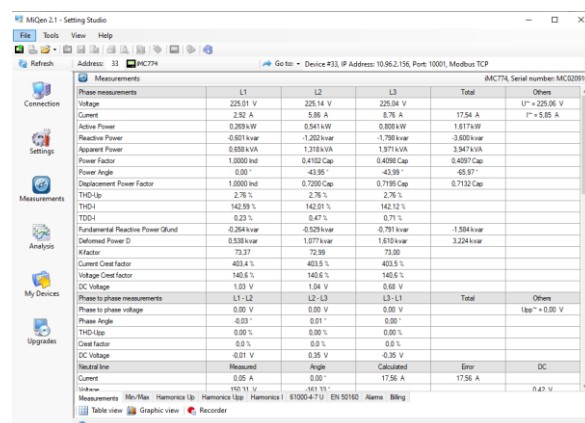 MiQen 2.1 - Setting Studio
File Tools View Help
Refresh Address: 33 iMC774 Go to: Device #33, IP Address: 10.96.2.156, Port: 10001, Modbus TCP
Measurements iMC774, Serial number: MC02091
Phase measurements L1 L2 L3 Total Others
Voltage 225,01 V 225,14 V 225,04 V U~ = 225,06 V
Current 2,92 A 5,86 A 8,76 A 17,54 A I~ = 5,85 A
Active Power 0,269 kW 0,541 kW 0,808 kW 1,617 kW
Reactive Power -0,601 kvar -1,202 kvar -1,798 kvar -3,600 kvar
Apparent Power 0,658 kVA 1,318 kVA 1,971 kVA 3,947 kVA
Power Factor 1,0000 Ind 0,4102 Cap 0,4098 Cap 0,4097 Cap
Power Angle 0,00 ° -43,95 ° -43,99 ° -65,97 °
Displacement Power Factor 1,0000 Ind 0,7200 Cap 0,7195 Cap 0,7132 Cap
THD-Up 2,76 % 2,76 % 2,76 %
THD-I 142,59 % 142,01 % 142,12 %
TDD-I 0,23 % 0,47 % 0,71 %
Fundamental Reactive Power Qfund -0,264 kvar -0,529 kvar -0,791 kvar -1,584 kvar
Deformed Power D 0,538 kvar 1,077 kvar 1,610 kvar 3,224 kvar
K-factor 73,37 72,99 73,00
Current Crest factor 403,4 % 403,5 % 403,5 %
Voltage Crest factor 140,6 % 140,6 % 140,6 %
DC Voltage 1,03 V 1,04 V 0,68 V
Phase to phase measurements L1 - L2 L2 - L3 L3 - L1 Total Others
Phase to phase voltage 0,00 V 0,00 V 0,00 V Upp~ = 0,00 V
Phase Angle -0,03 ° 0,01 ° 0,00 °
THD-Upp 0,00 % 0,00 % 0,00 %
Crest factor 0,0 % 0,0 % 0,0 %
DC Voltage -0,01 V 0,35 V -0,35 V
Neutral line Measured Angle Calculated Error DC
Current 0,05 A 0,00 ° 17,56 A 17,56 A
Voltage 150,31 V -161,33 ° 0,42 V
Measurements Min/Max Harmonics Up Harmonics Upp Harmonics I 61000-4-7 U EN 50160 Alarms Billing
Table view Graphic view Recorder
Connection
Settings
Measurements
Analysis
My Devices
Upgrades